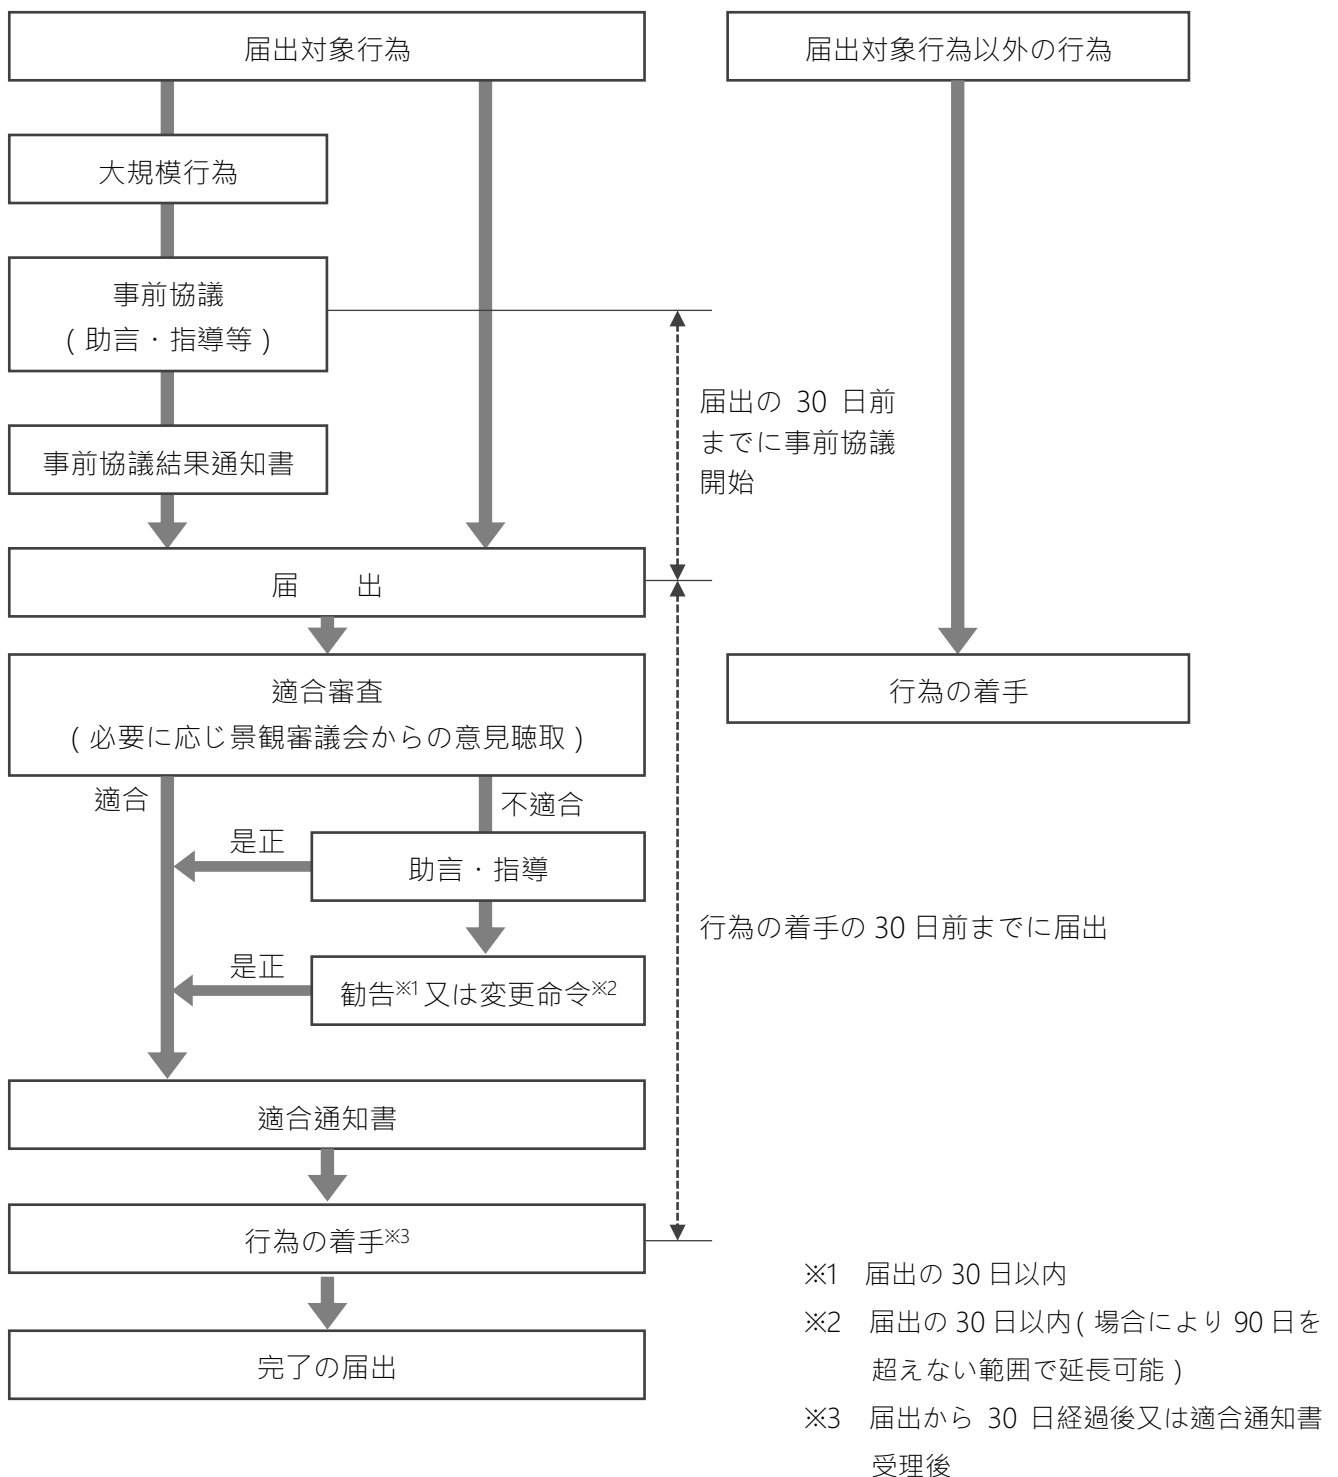 届出対象行為
届出対象行為以外の行為
大規模行為
事前協議
(助言・指導等)
事前協議結果通知書
届出の 30 日前
までに事前協議
開始
届　　出
適合審査
(必要に応じ景観審議会からの意見聴取)
行為の着手
適合
不適合
是正
助言・指導
行為の着手の 30 日前までに届出
是正
勧告※1 又は変更命令※2
適合通知書
行為の着手※3
完了の届出
※1　届出の 30 日以内
※2　届出の 30 日以内(場合により 90 日を
超えない範囲で延長可能)
※3　届出から 30 日経過後又は適合通知書
受理後